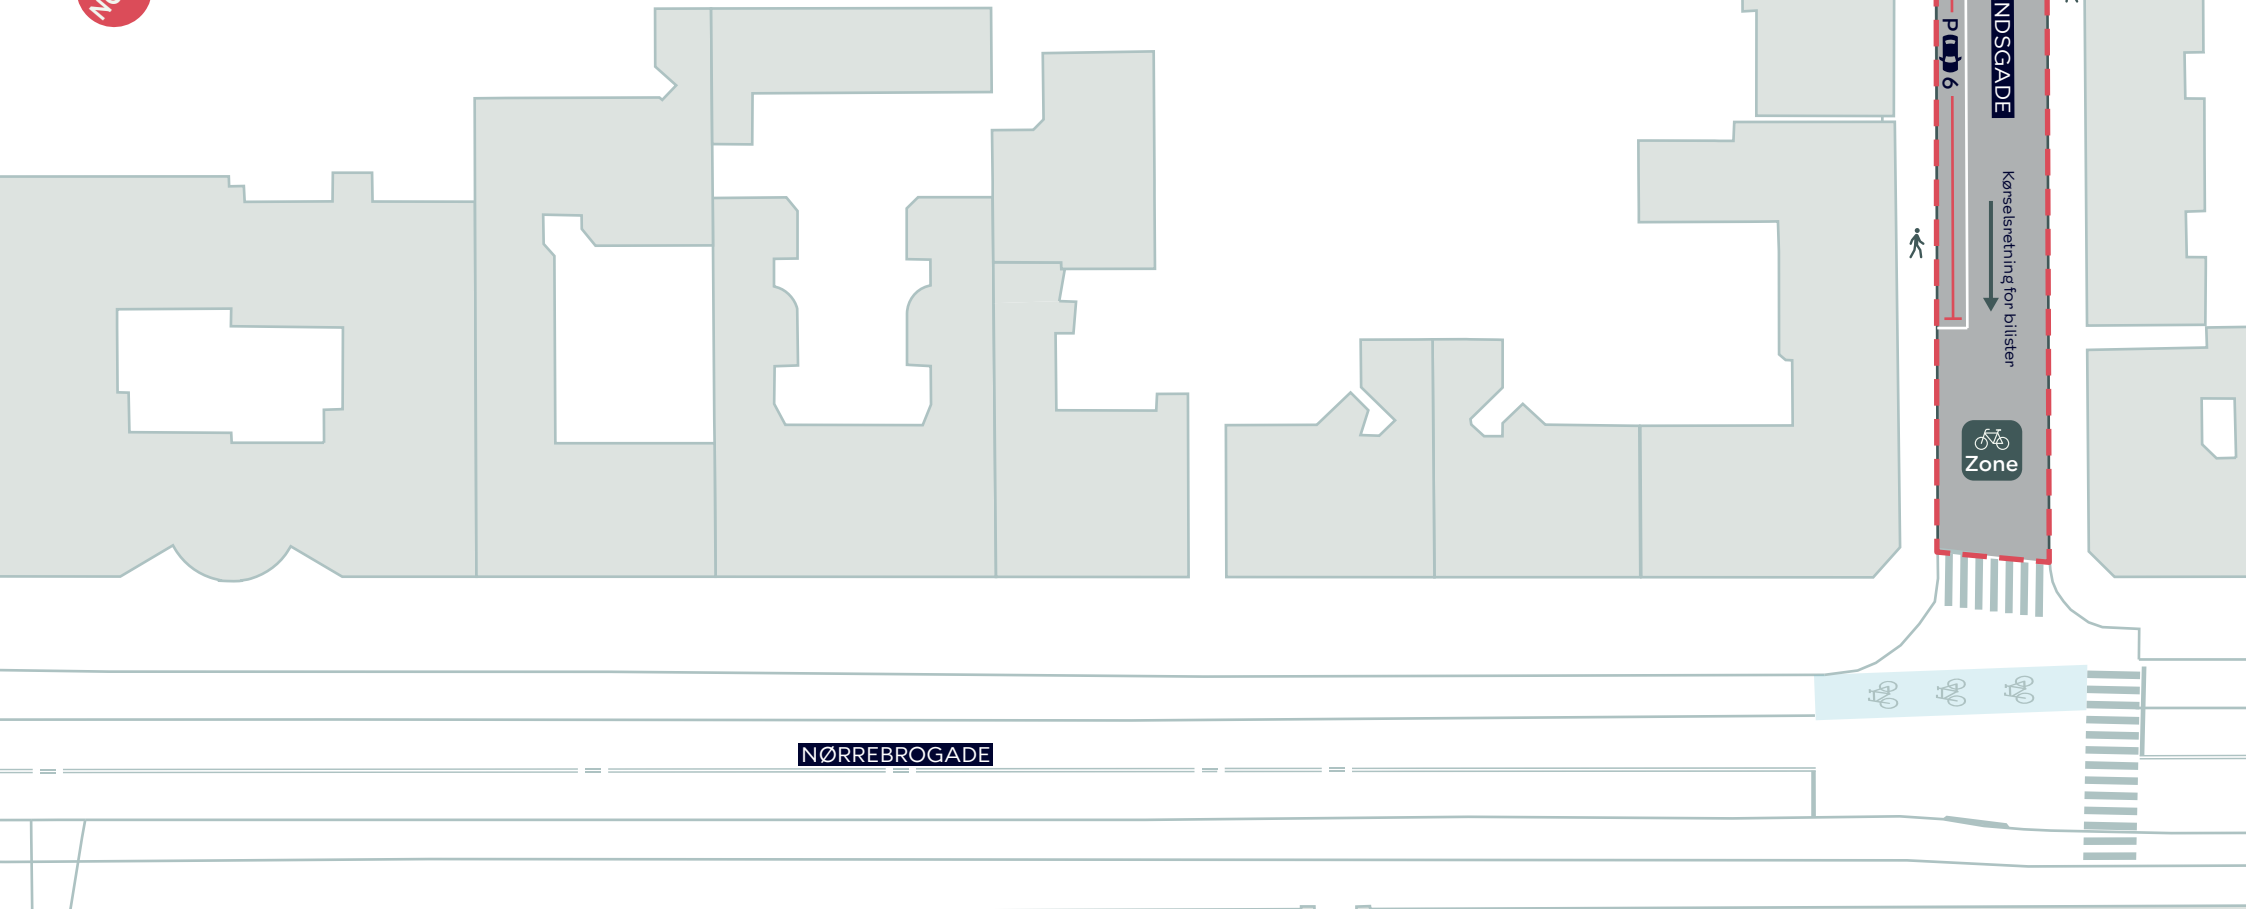 P 6
NDSGADE
Kørselsretning for bilister
Zone
NØRREBROGADE